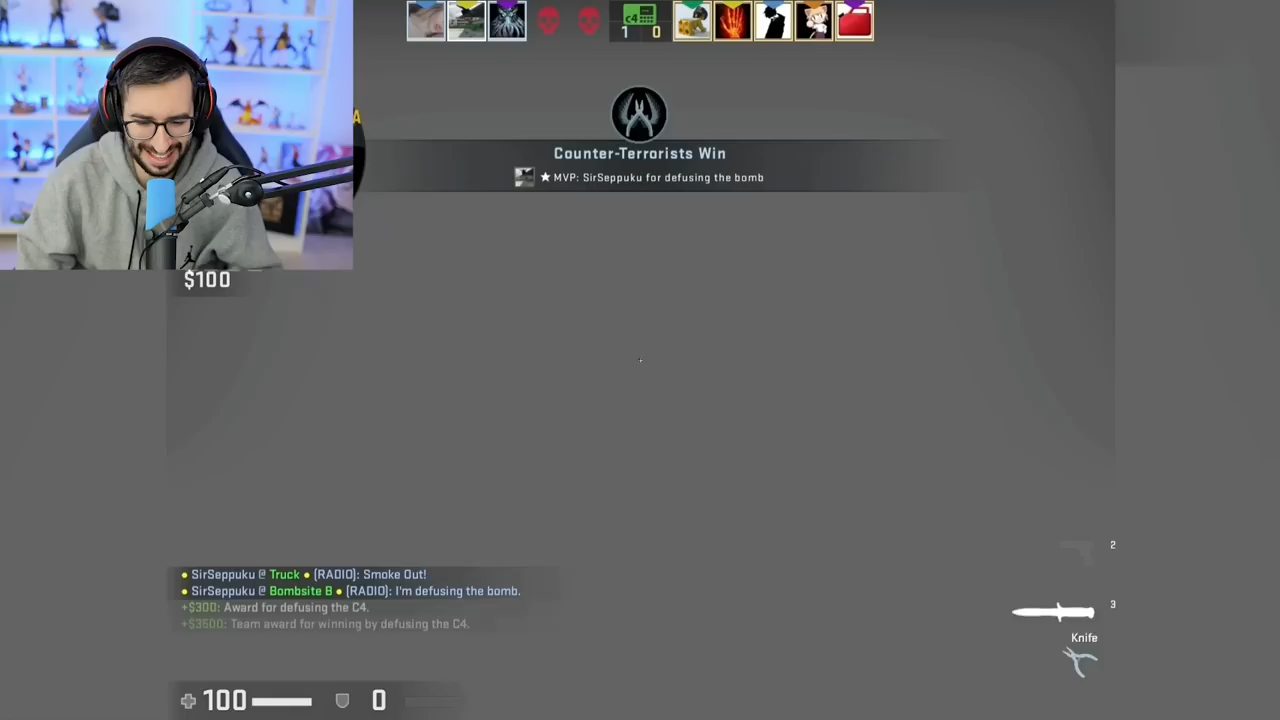 c4
1 0
A
Counter-Terrorists Win
★ MVP: SirSeppuku for defusing the bomb
$100
● SirSeppuku @ Truck ● (RADIO): Smoke Out!
● SirSeppuku @ Bombsite B ● (RADIO): I'm defusing the bomb.
+$300: Award for defusing the C4.
+$3500: Team award for winning by defusing the C4.
2
3
Knife
100 0